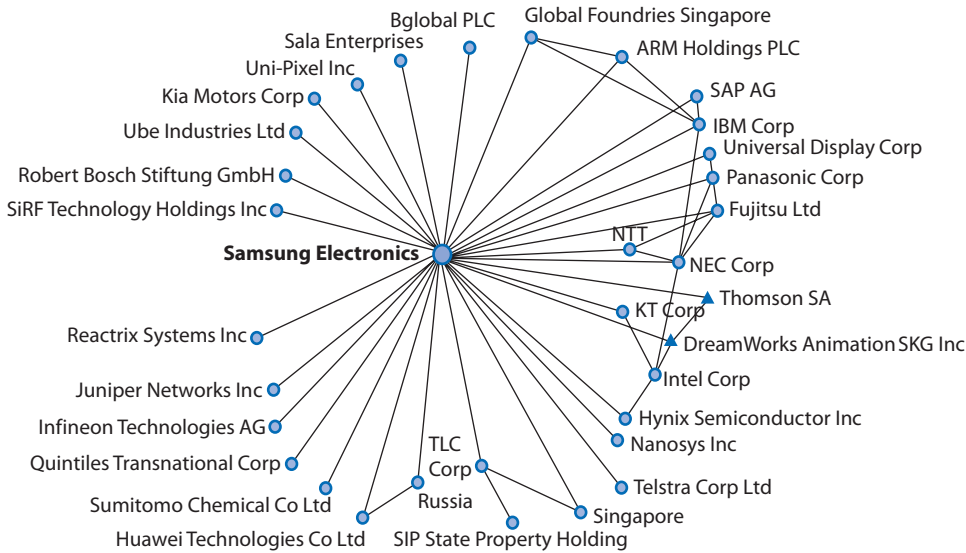 Bglobal PLC
Global Foundries Singapore
Sala Enterprises
ARM Holdings PLC
Uni-Pixel Inc
SAP AG
Kia Motors Corp
IBM Corp
Ube Industries Ltd
Universal Display Corp
Robert Bosch Stiftung GmbH
Panasonic Corp
SiRF Technology Holdings Inc
Fujitsu Ltd
NTT
Samsung Electronics
NEC Corp
Thomson SA
KT Corp
Reactrix Systems Inc
DreamWorks Animation SKG Inc
Intel Corp
Juniper Networks Inc
Hynix Semiconductor Inc
Infineon Technologies AG
Nanosys Inc
TLC
Corp
Quintiles Transnational Corp
Telstra Corp Ltd
Sumitomo Chemical Co Ltd
Russia
Singapore
Huawei Technologies Co Ltd
SIP State Property Holding